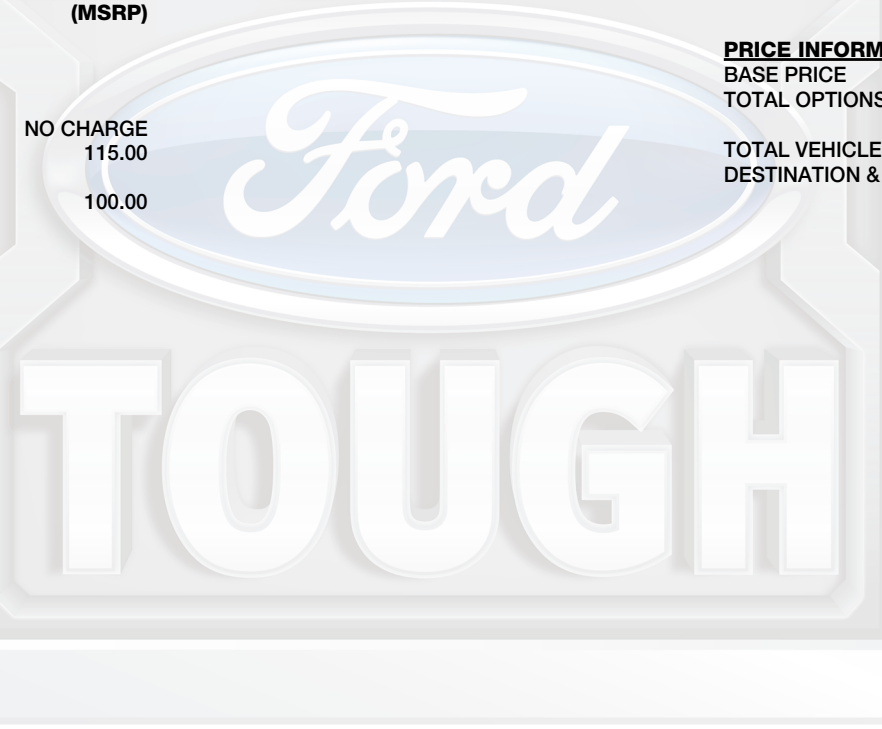 (MSRP)
NO CHARGE
115.00
100.00
PRICE INFORM
BASE PRICE
TOTAL OPTIONS
TOTAL VEHICLE
DESTINATION &
Ford
TOUGH